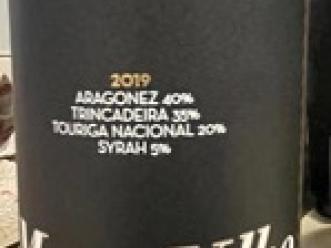 2019
ARAGONEZ 40%
TRINCADEIRA 35%
TOURIGA NACIONAL 20%
SYRAH 5%